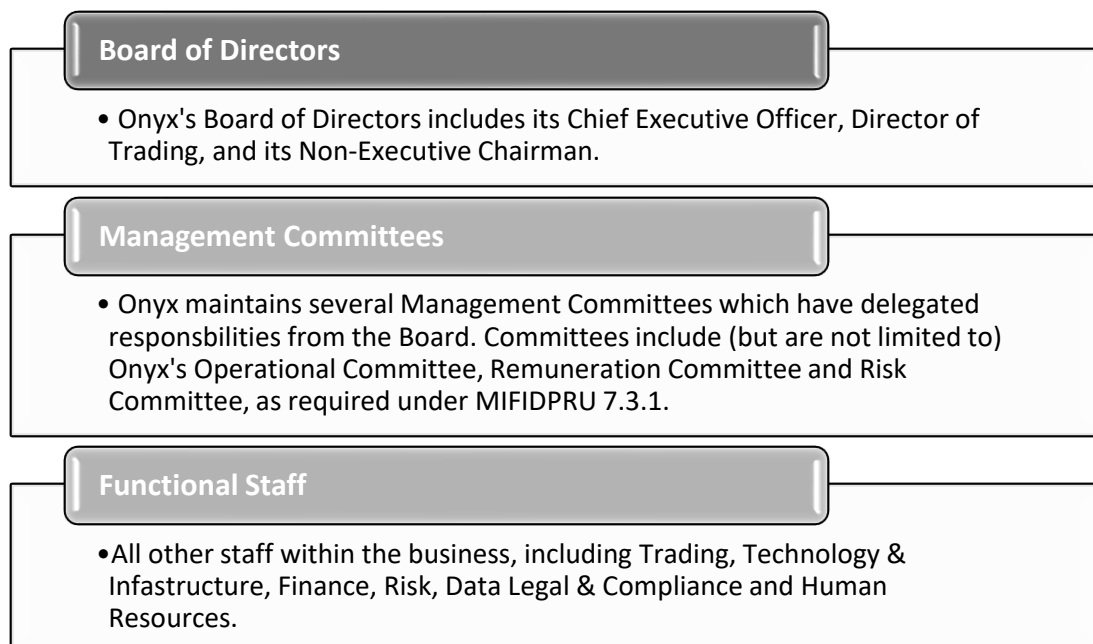 Board of Directors
• Onyx's Board of Directors includes its Chief Executive Officer, Director of
Trading, and its Non-Executive Chairman.
Management Committees
• Onyx maintains several Management Committees which have delegated
responsbilities from the Board. Committees include (but are not limited to)
Onyx's Operational Committee, Remuneration Committee and Risk
Committee, as required under MIFIDPRU 7.3.1.
Functional Staff
•All other staff within the business, including Trading, Technology &
Infastructure, Finance, Risk, Data Legal & Compliance and Human
Resources.